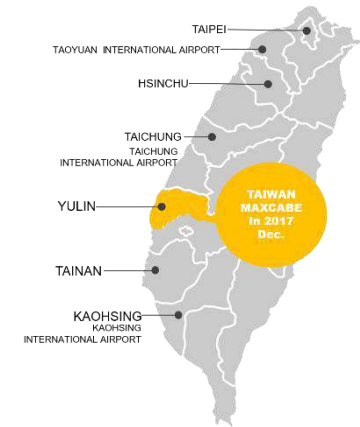 TAIPEI
TAOYUAN INTERNATIONAL AIRPORT
HSINCHU
TAICHUNG
TAICHUNG
INTERNATIONAL AIRPORT
YULIN
TAIWAN
MAXCABE
In 2017
Dec.
TAINAN
KAOHSING
KAOHSING
INTERNATIONAL AIRPORT